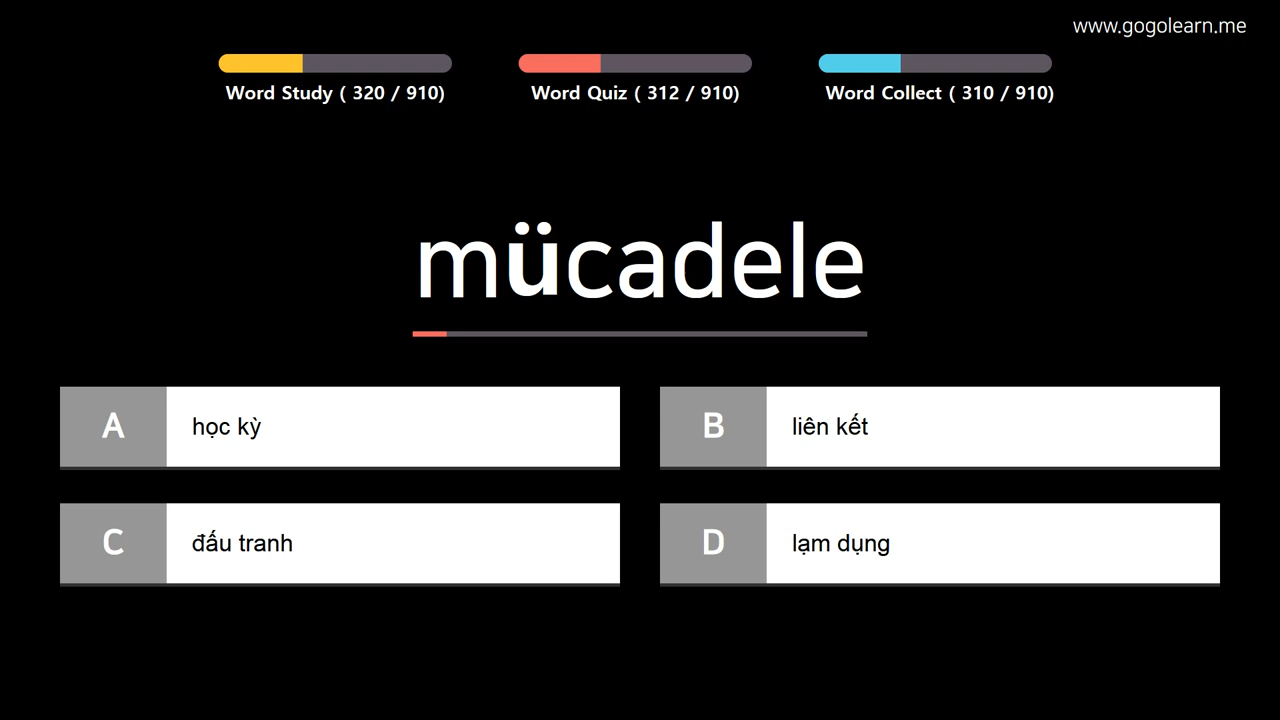 www.gogolearn.me
Word Study ( 320 / 910)
Word Quiz ( 312 / 910)
Word Collect ( 310 / 910)
mücadele
A học kỳ
B liên kết
C đấu tranh
D lạm dụng